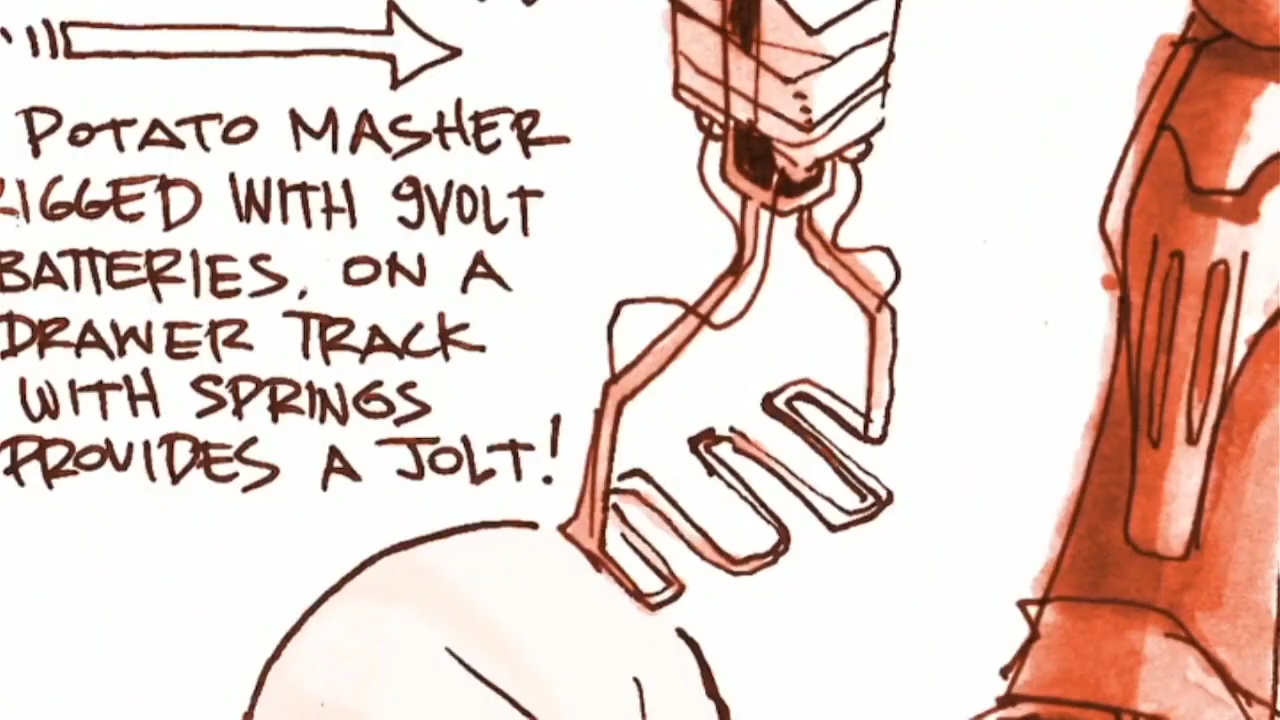 POTATO MASHER
RIGGED WITH 9VOLT
BATTERIES, ON A
DRAWER TRACK
WITH SPRINGS
PROVIDES A JOLT!